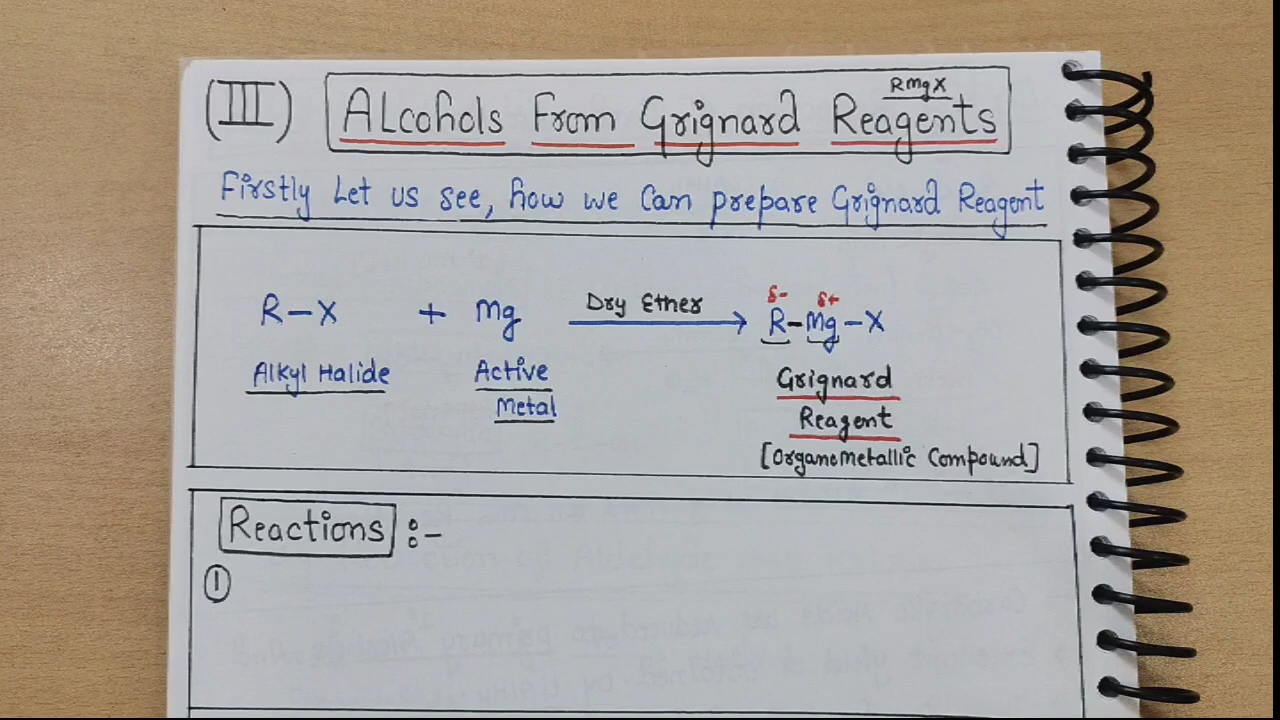 (III) Alcohols From Grignard Reagents
RMgX
Firstly Let us see, how we can prepare Grignard Reagent
R-X + Mg Dry Ether R-Mg-X
δ- δ+
Alkyl Halide Active Metal Grignard Reagent
[Organometallic Compound]
Reactions :-
①